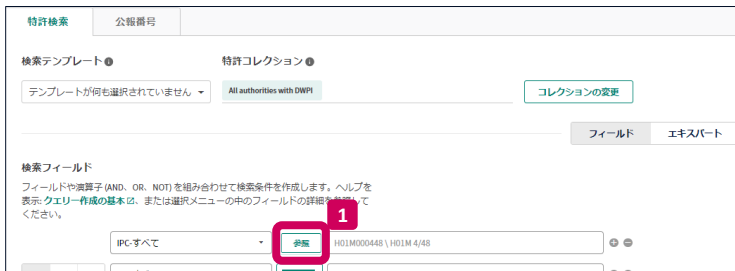 特許検索 公報番号
検索テンプレート 特許コレクション
テンプレートが何も選択されていません All authorities with DWPI コレクションの変更
フィールド エキスパート
検索フィールド
フィールドや演算子 (AND、OR、NOT) を組み合わせて検索条件を作成します。ヘルプを
表示: クエリー作成の基本、または選択メニューの中のフィールドの詳細を参照して
ください。
1
IPC-すべて 参照 H01M000448 \ H01M 4/48